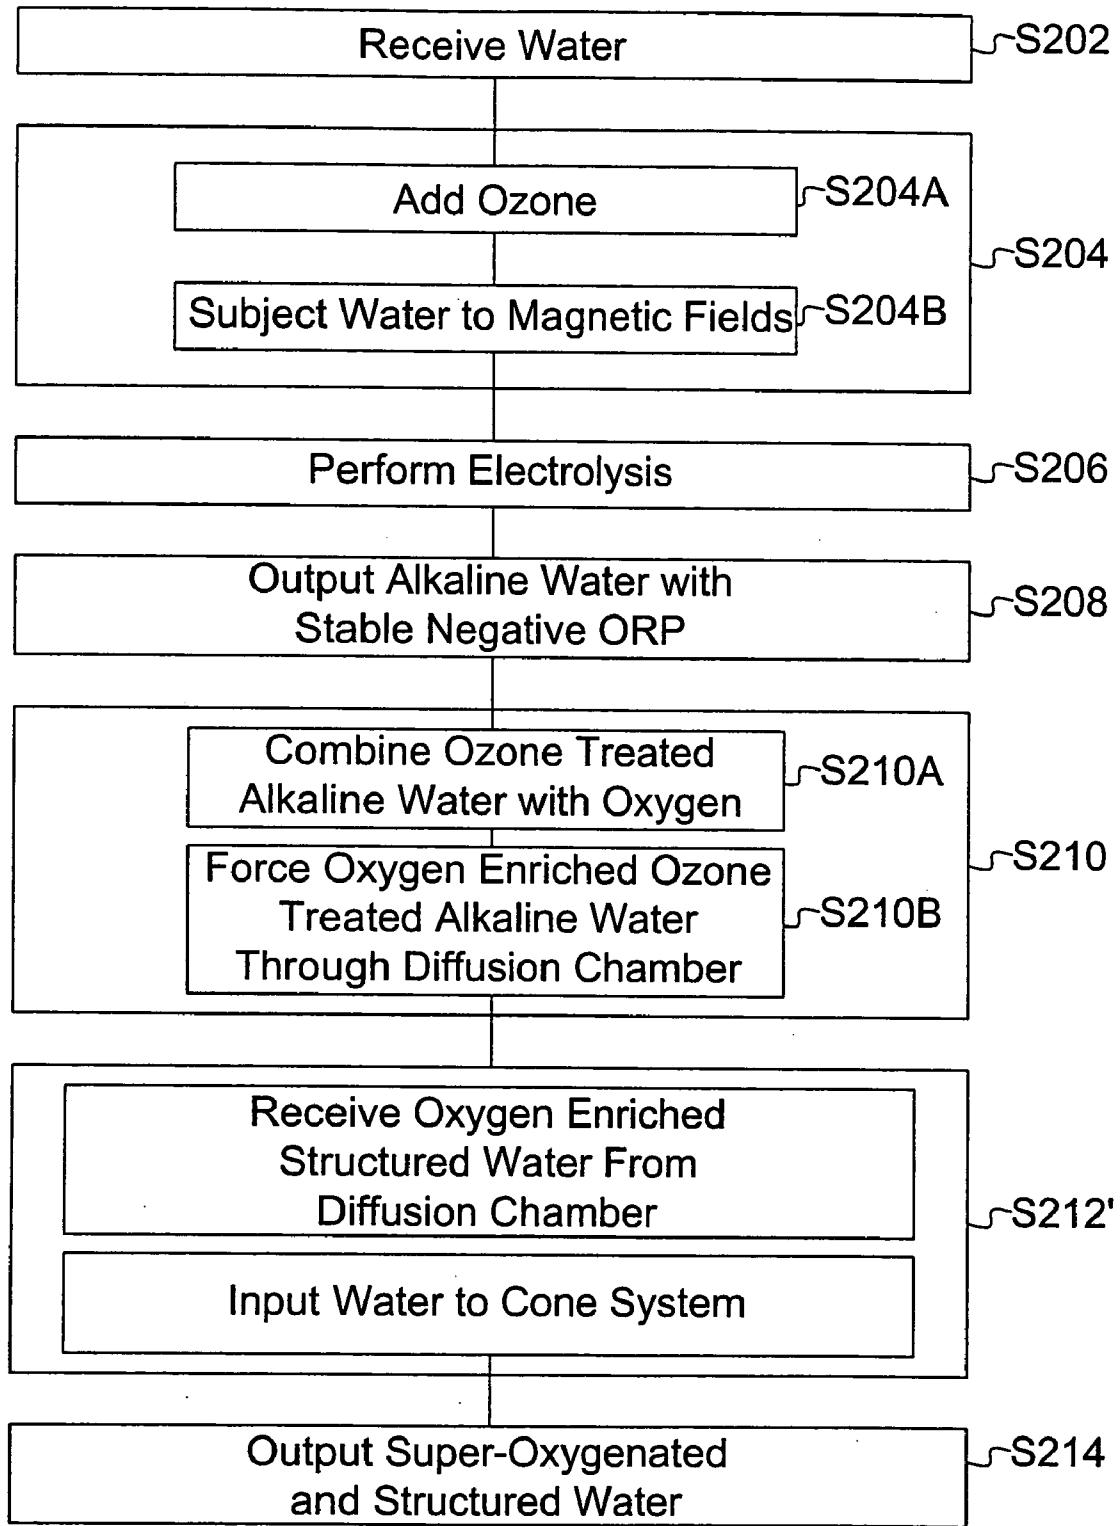 Receive Water
S202
Add Ozone
S204A
S204
Subject Water to Magnetic Fields
S204B
Perform Electrolysis
S206
Output Alkaline Water with
Stable Negative ORP
S208
Combine Ozone Treated
Alkaline Water with Oxygen
S210A
Force Oxygen Enriched Ozone
Treated Alkaline Water
Through Diffusion Chamber
S210B
S210
Receive Oxygen Enriched
Structured Water From
Diffusion Chamber
S212'
Input Water to Cone System
Output Super-Oxygenated
and Structured Water
S214